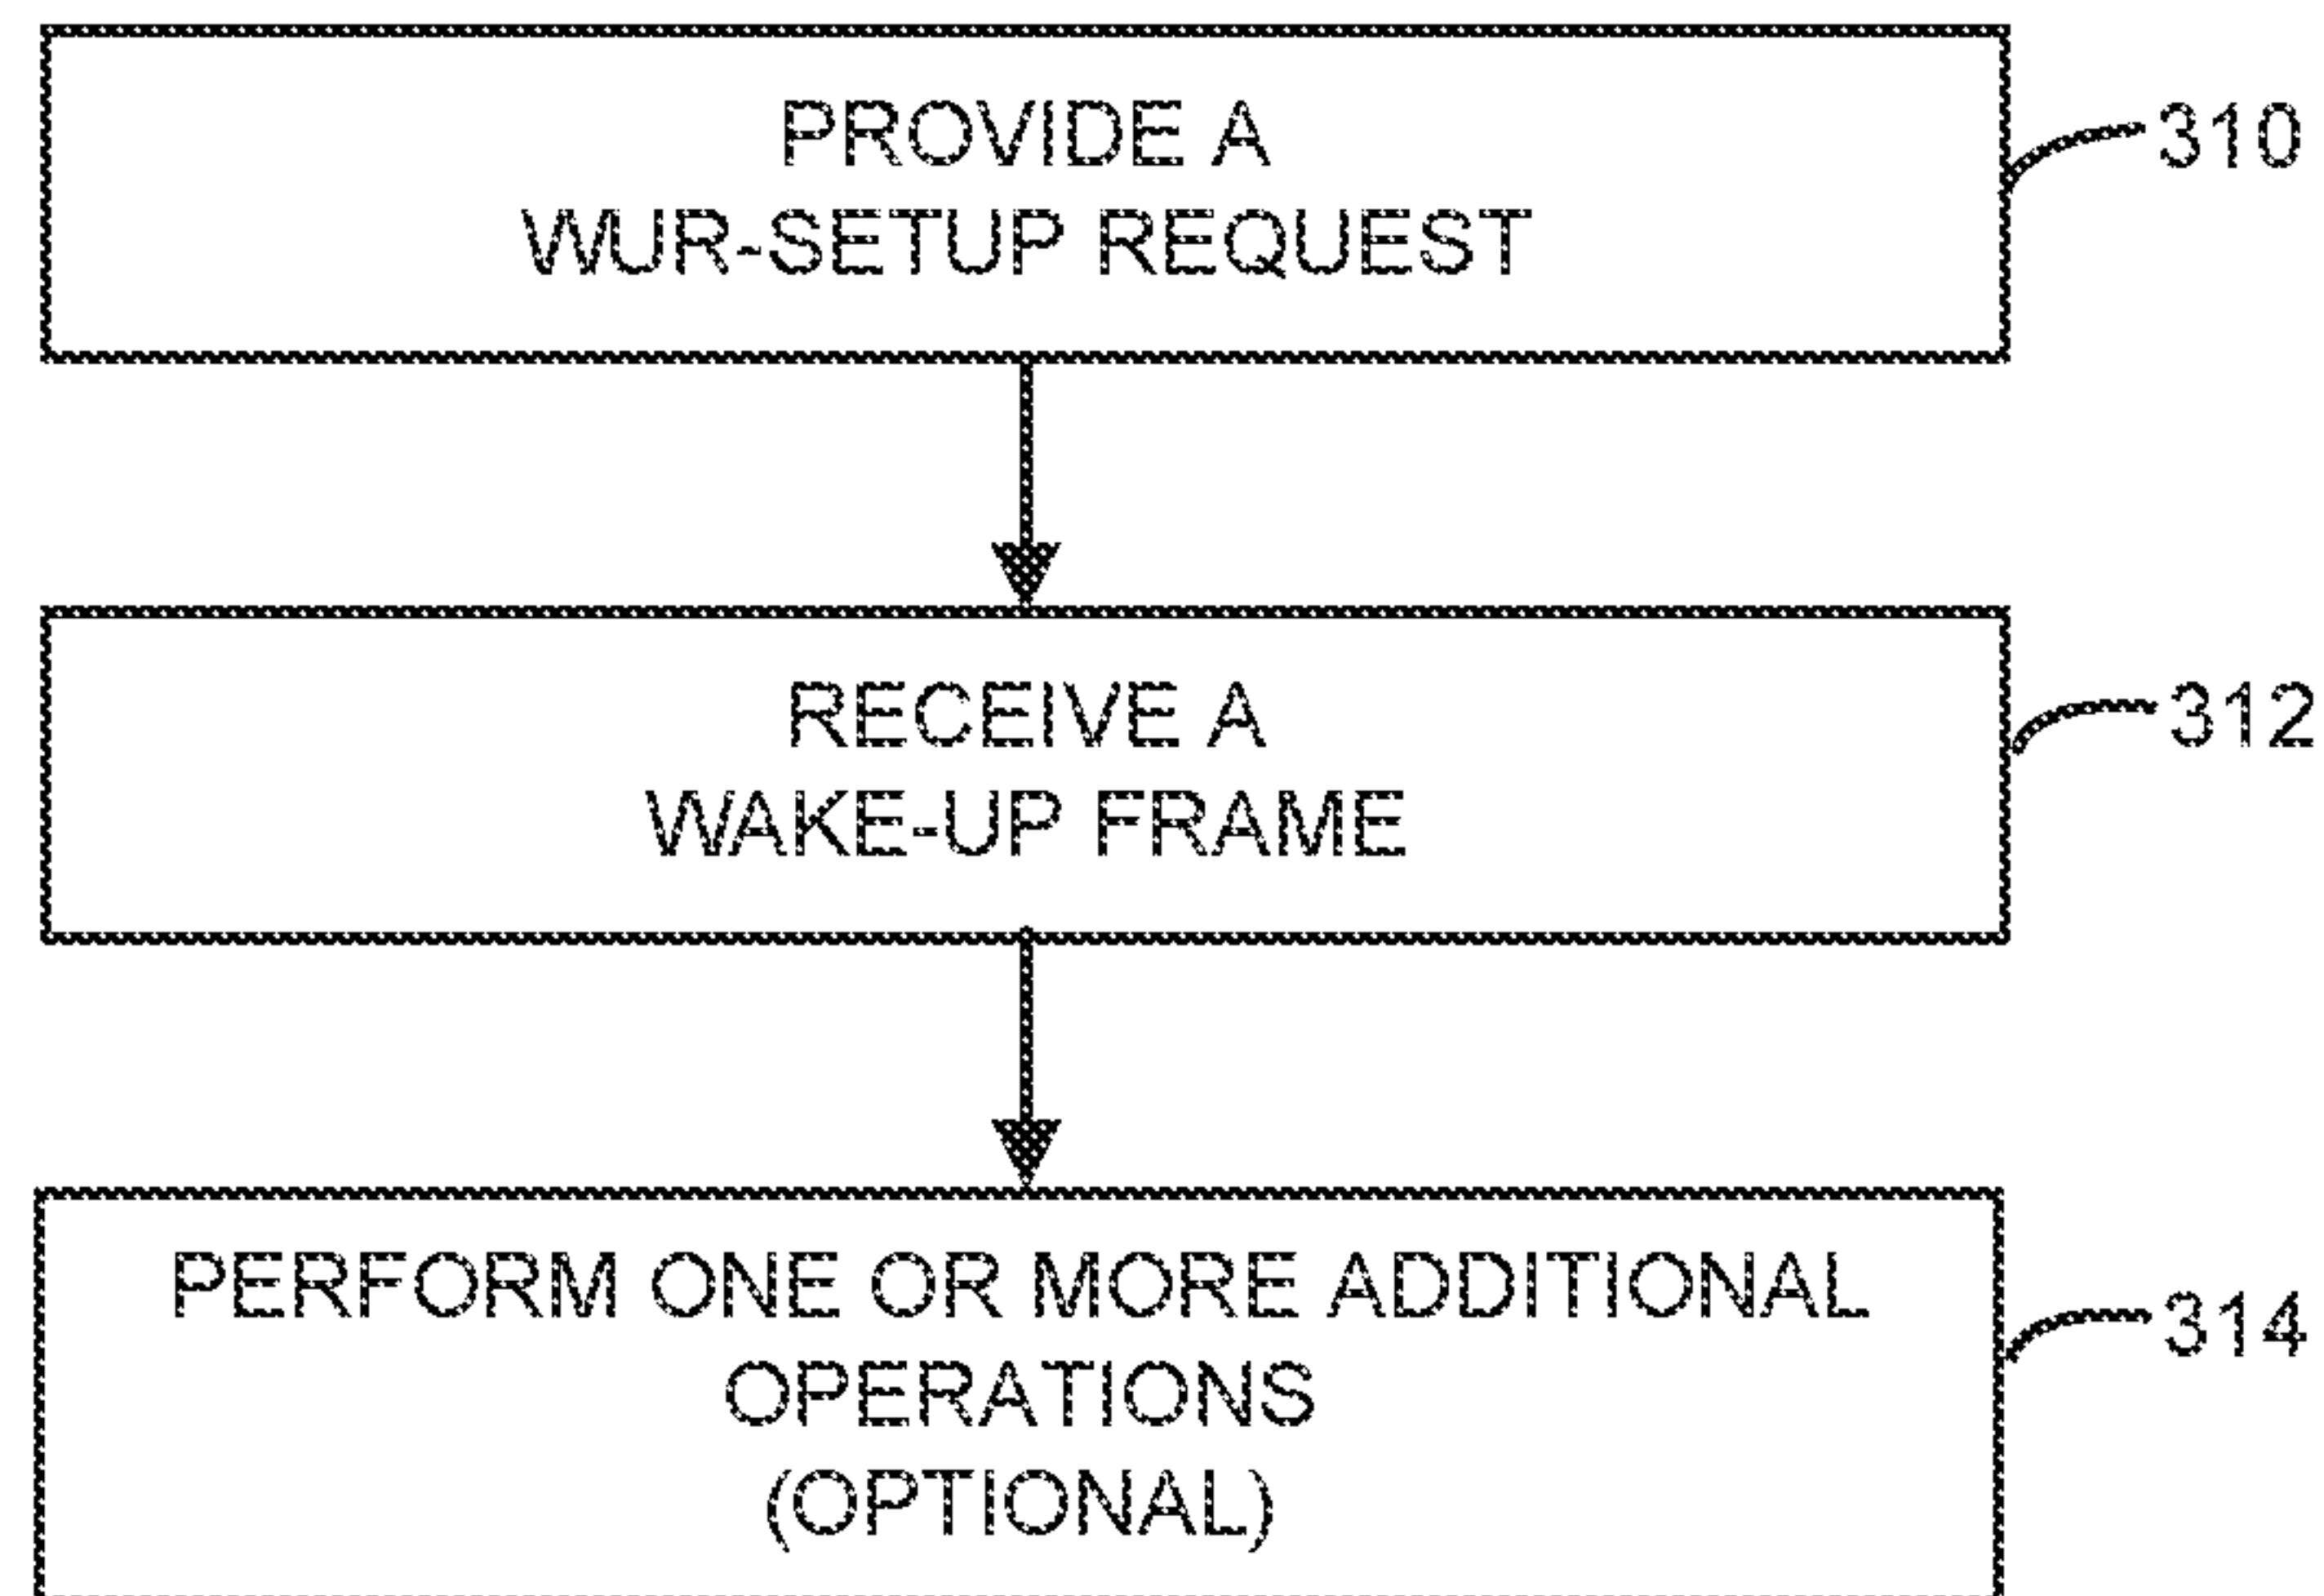 PROVIDE A
WUR-SETUP REQUEST
310
RECEIVE A
WAKE-UP FRAME
312
PERFORM ONE OR MORE ADDITIONAL
OPERATIONS
(OPTIONAL)
314